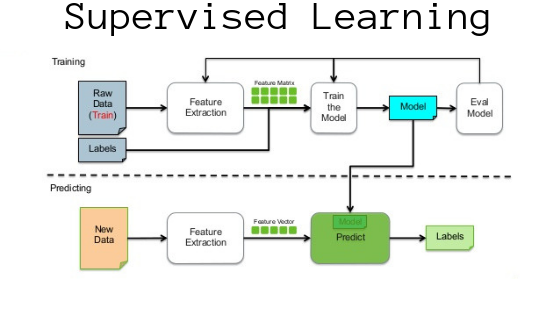 Supervised Learning
Training
Raw
Data
(Train)
Labels
Feature
Extraction
Feature Matrix
Train
the
Model
Model
Eval
Model
Predicting
New
Data
Feature
Extraction
Feature Vector
Model
Predict
Labels